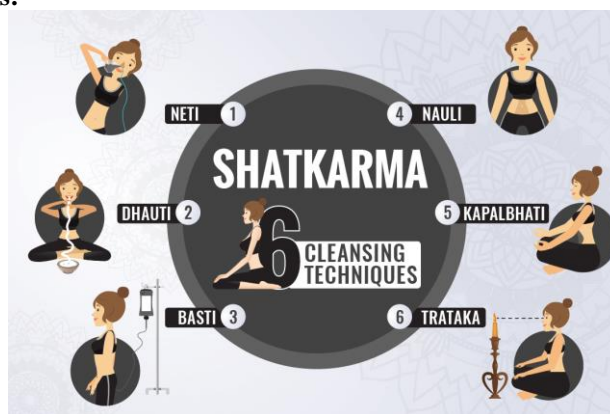 s.
NETI 1
DHAUTI 2
BASTI 3
SHATKARMA
6 CLEANSING
TECHNIQUES
4 NAULI
5 KAPALBHATI
6 TRATAKA